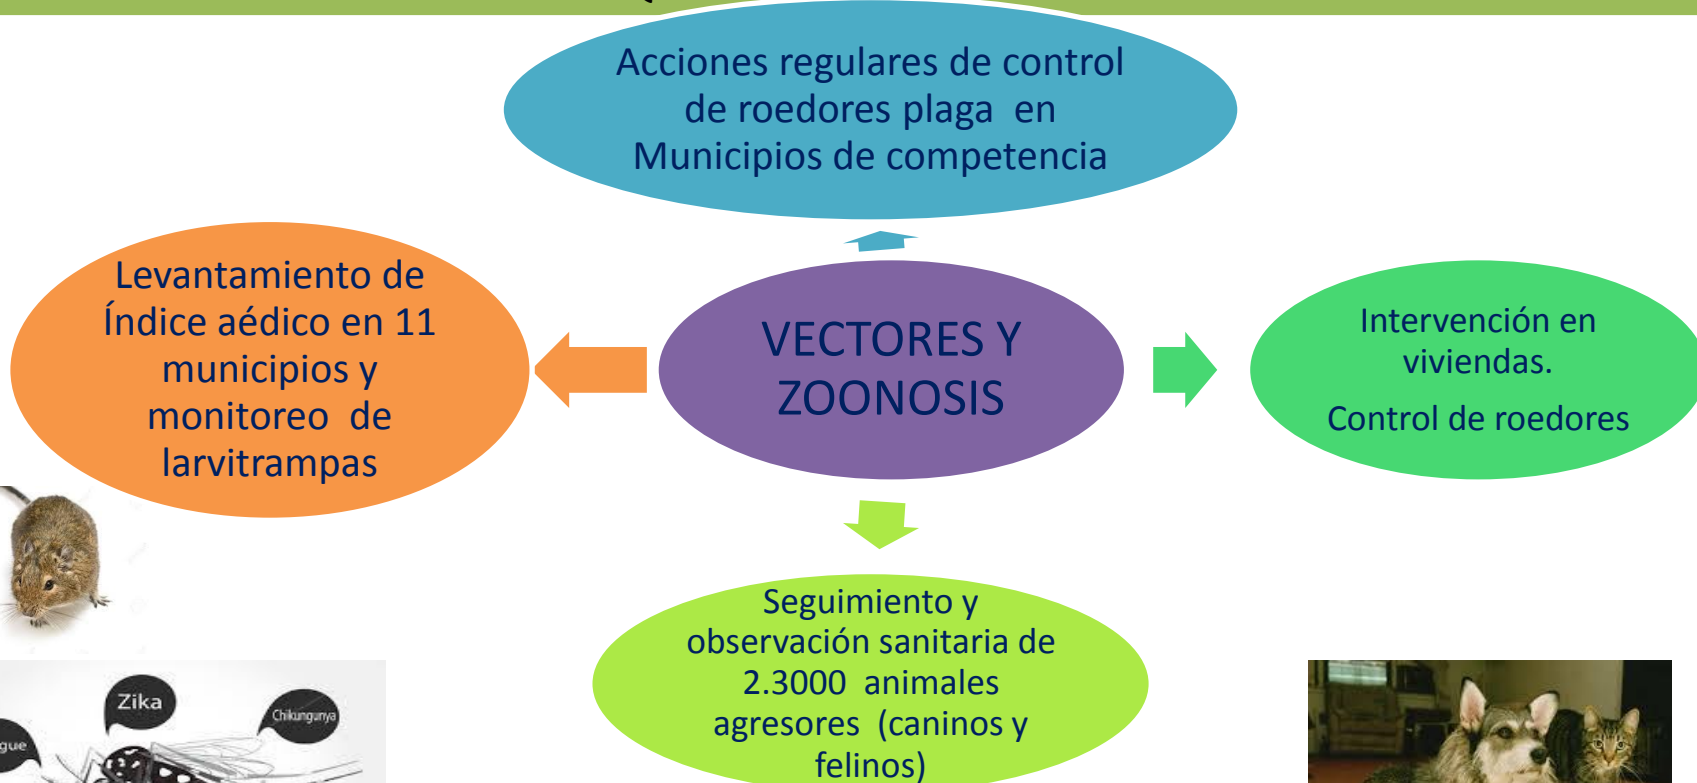 Acciones regulares de control
de roedores plaga en
Municipios de competencia
Levantamiento de
Índice aédico en 11
municipios y
monitoreo de
larvitrampas
VECTORES Y
ZOONOSIS
Intervención en
viviendas.
Control de roedores
Seguimiento y
observación sanitaria de
2.3000 animales
agresores (caninos y
felinos)
Zika
Chikungunya
gue